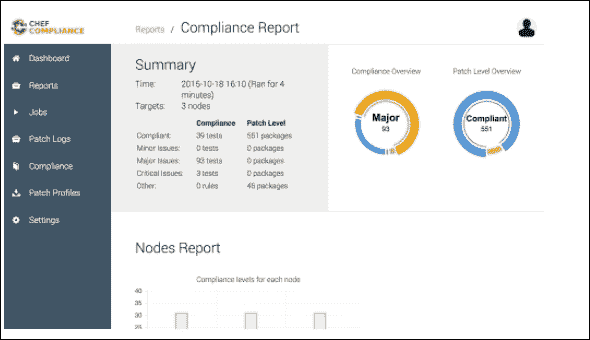 CHEF
COMPLIANCE
Reports / Compliance Report
Dashboard
Reports
Jobs
Patch Logs
Compliance
Patch Profiles
Settings
Summary
Time: 2015-10-18 16:10 (Ran for 4
minutes)
Targets: 3 nodes
Compliance Patch Level
Compliant: 39 tests 551 packages
Minor Issues: 0 tests 0 packages
Major Issues: 93 tests 0 packages
Critical Issues: 3 tests 0 packages
Other: 0 rules 45 packages
Compliance Overview
Major
93
Patch Level Overview
Compliant
551
Nodes Report
Compliance levels for each node
40
35
30
25